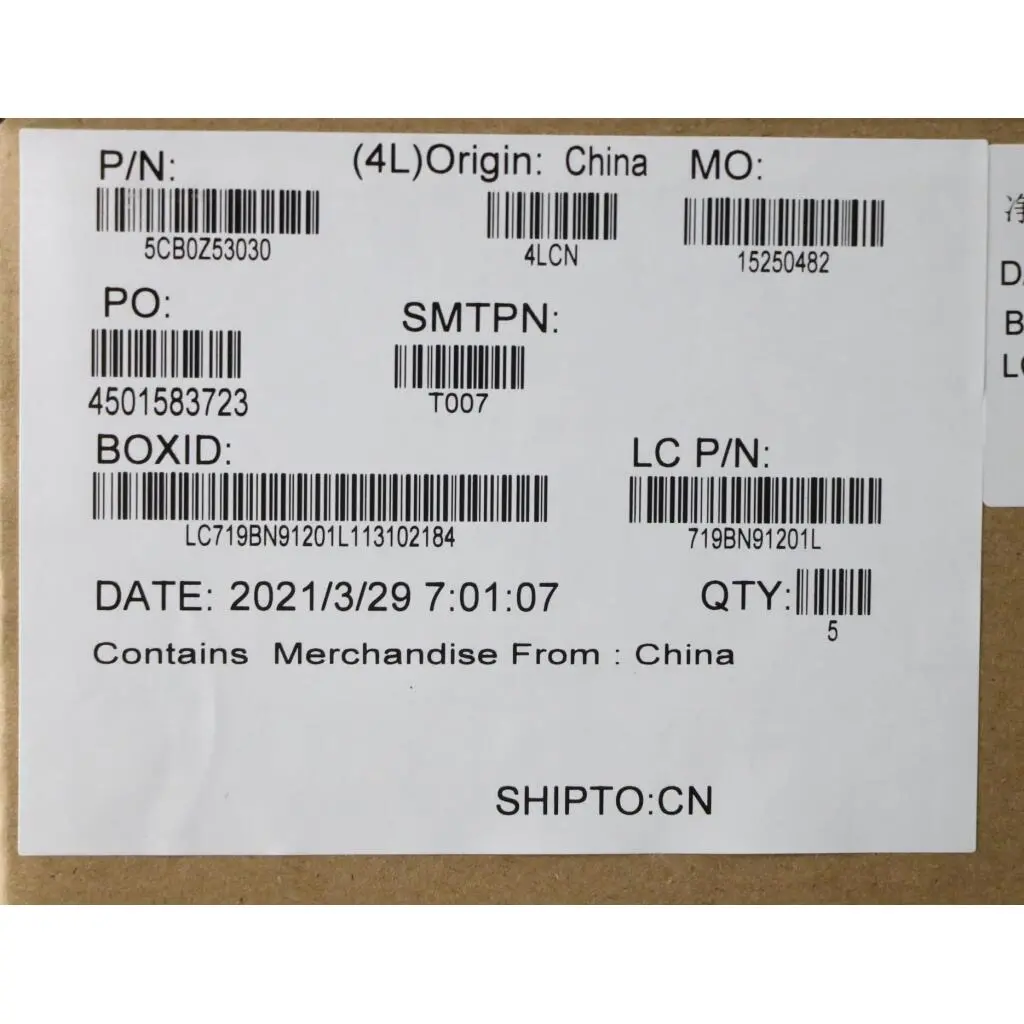 P/N: (4L)Origin: China MO:
5CB0Z53030 4LCN 15250482
PO: SMTPN:
4501583723 T007
BOXID: LC P/N:
LC719BN91201L113102184 719BN91201L
DATE: 2021/3/29 7:01:07 QTY:
5
Contains Merchandise From : China
SHIPTO:CN
净